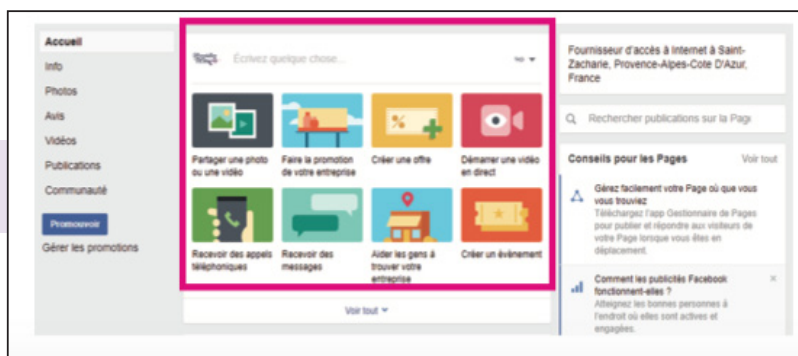 Accueil
Info
Photos
Avis
Vidéos
Publications
Communauté
Promouvoir
Gérer les promotions
Écrivez quelque chose...
Partager une photo
ou une vidéo
Faire la promotion
de votre entreprise
Créer une offre
Démarrer une vidéo
en direct
Recevoir des appels
téléphoniques
Recevoir des
messages
Aider les gens à
trouver votre
entreprise
Créer un évènement
Voir tout
Fournisseur d'accès à Internet à Saint-
Zacharie, Provence-Alpes-Cote D'Azur,
France
Rechercher publications sur la Page
Conseils pour les Pages Voir tout
Gérez facilement votre Page où que vous
vous trouviez
Téléchargez l'app Gestionnaire de Pages
pour publier et répondre aux visiteurs de
votre Page lorsque vous êtes en
déplacement.
Comment les publicités Facebook
fonctionnent-elles ?
Atteignez les bonnes personnes à
l'endroit où elles sont actives et
engagées.